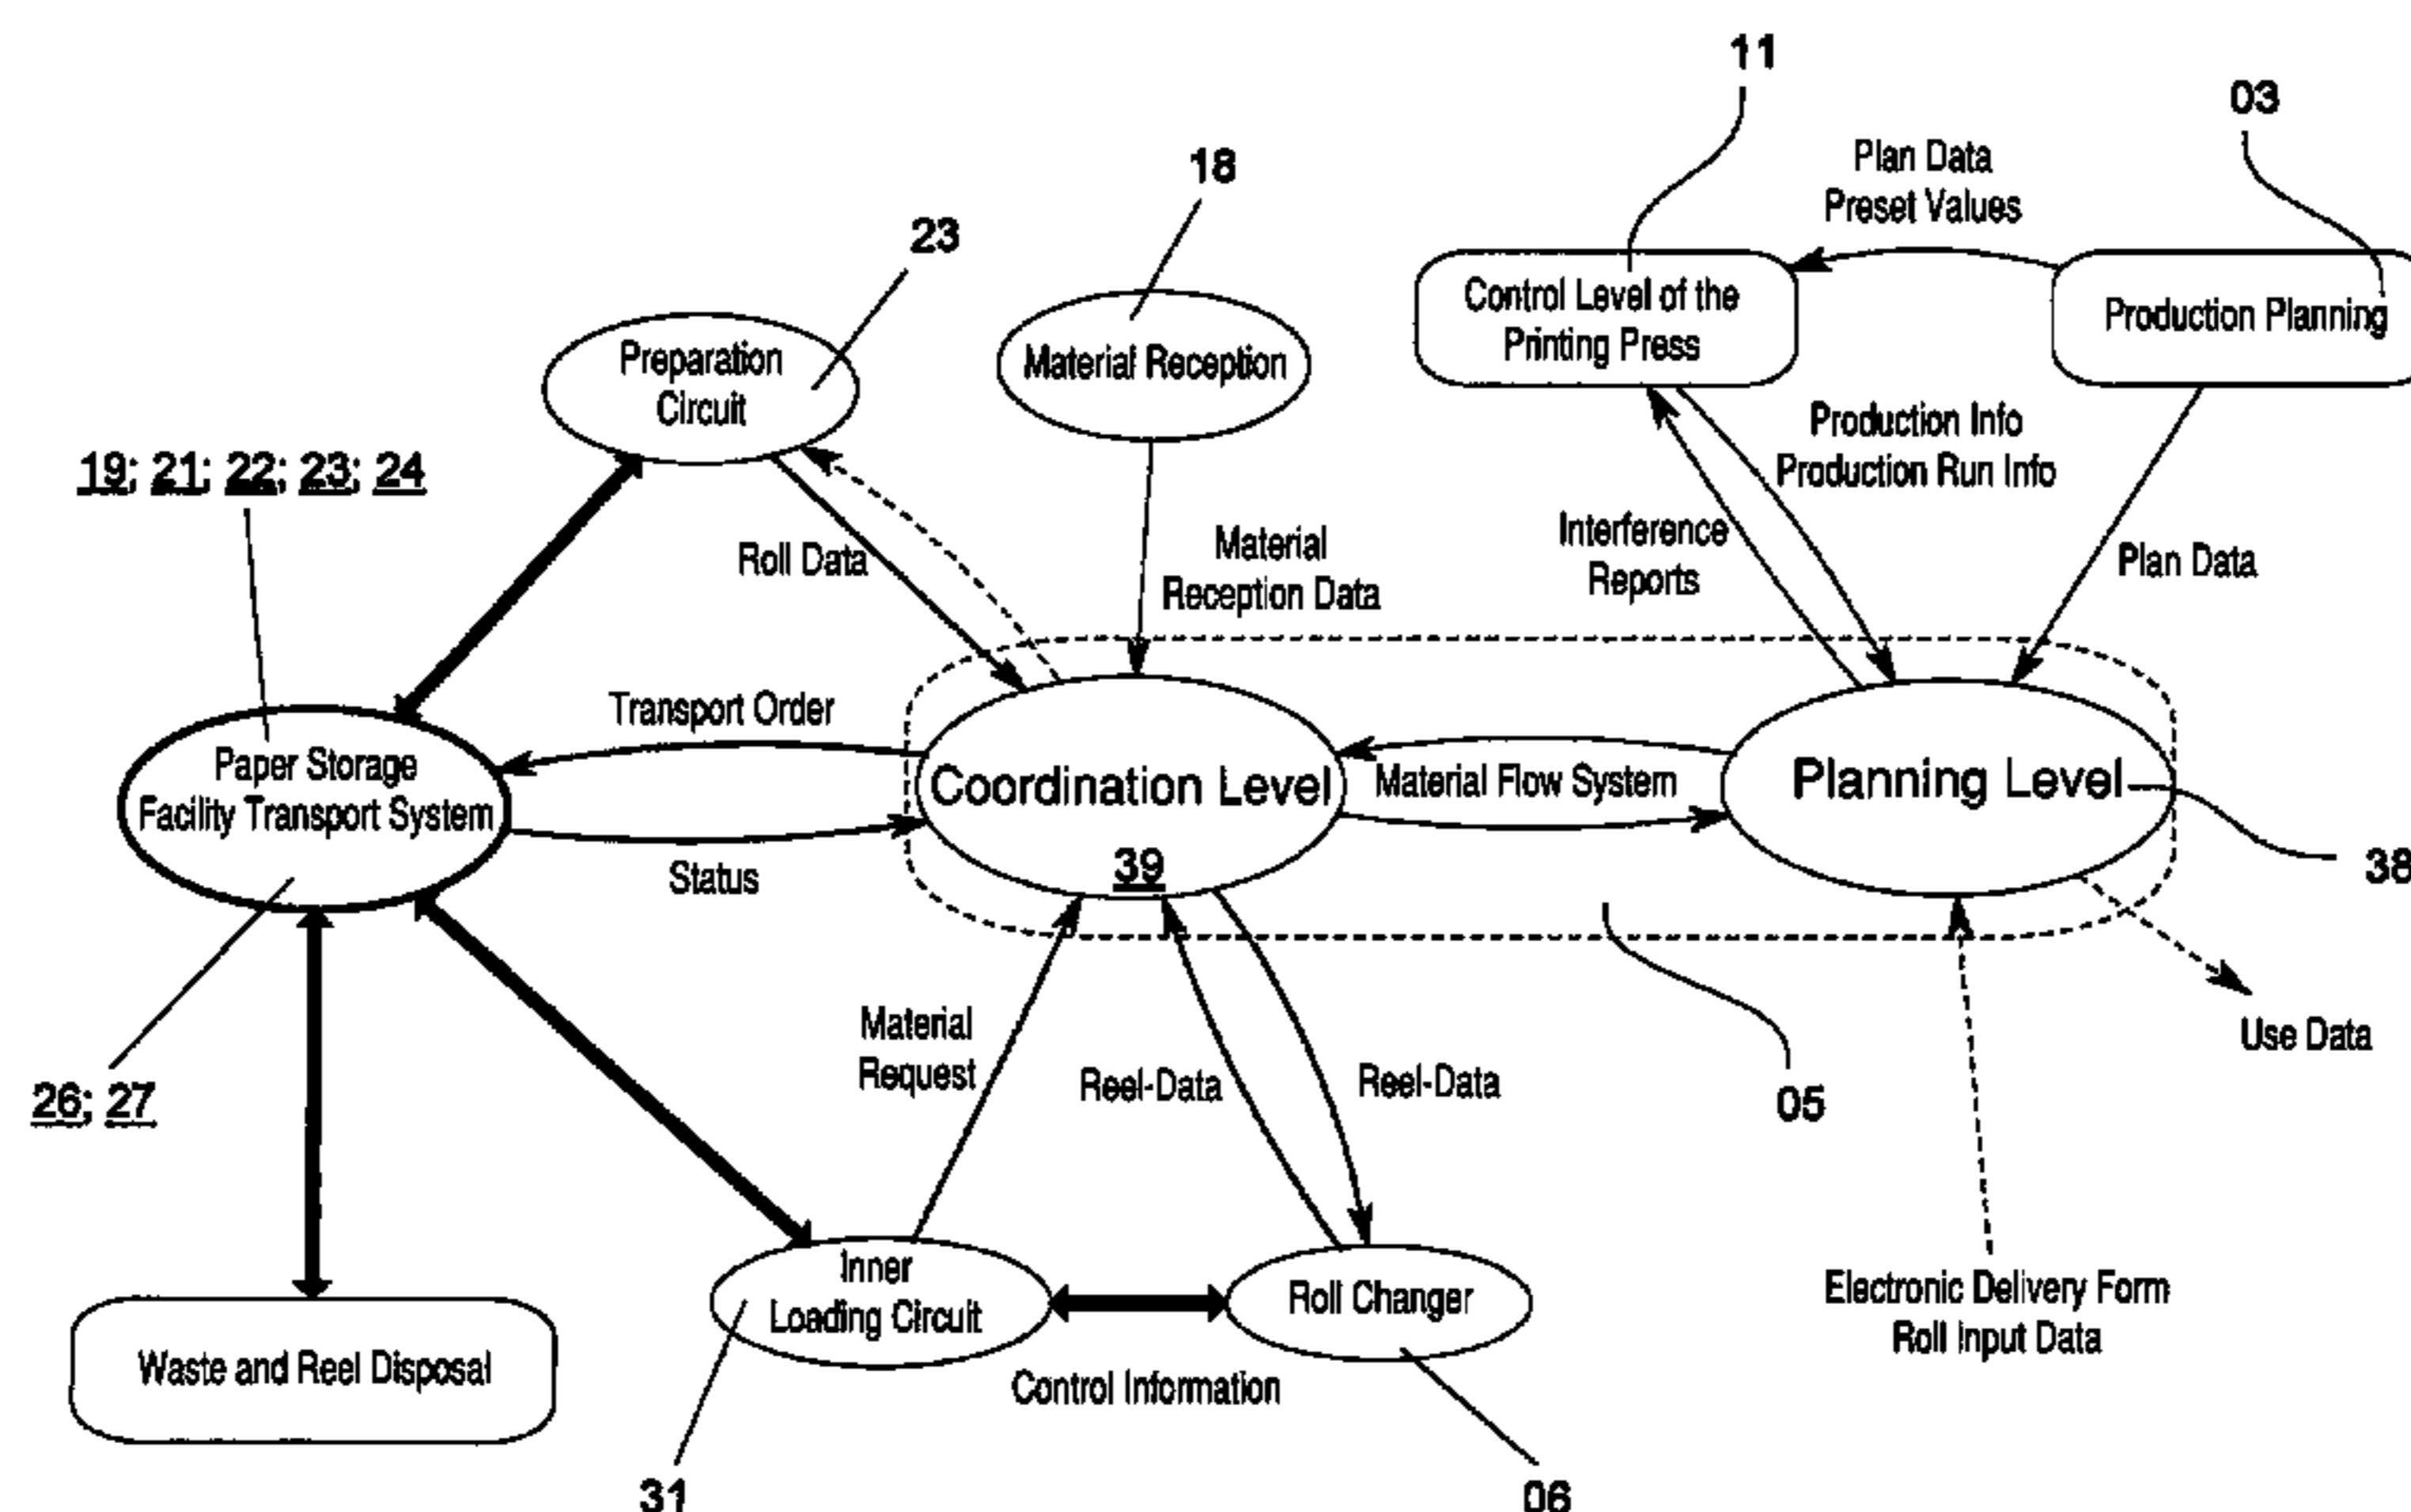 11
03
18
Plan Data
Preset Values
23
Control Level of the
Printing Press
Production Planning
Preparation
Circuit
Material Reception
Production Info
Production Run Info
19; 21; 22; 23; 24
Interference
Reports
Roll Data
Material
Reception Data
Plan Data
Transport Order
Paper Storage
Facility Transport System
Coordination Level
Material Flow System
Planning Level
39
38
Status
Material
Request
Use Data
Reel-Data
Reel-Data
26; 27
05
Inner
Loading Circuit
Roll Changer
Electronic Delivery Form
Roll Input Data
Waste and Reel Disposal
Control Information
31
06